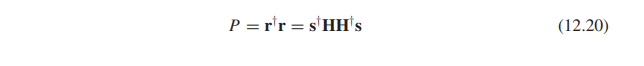 P = r†r = s†HH†s (12.20)